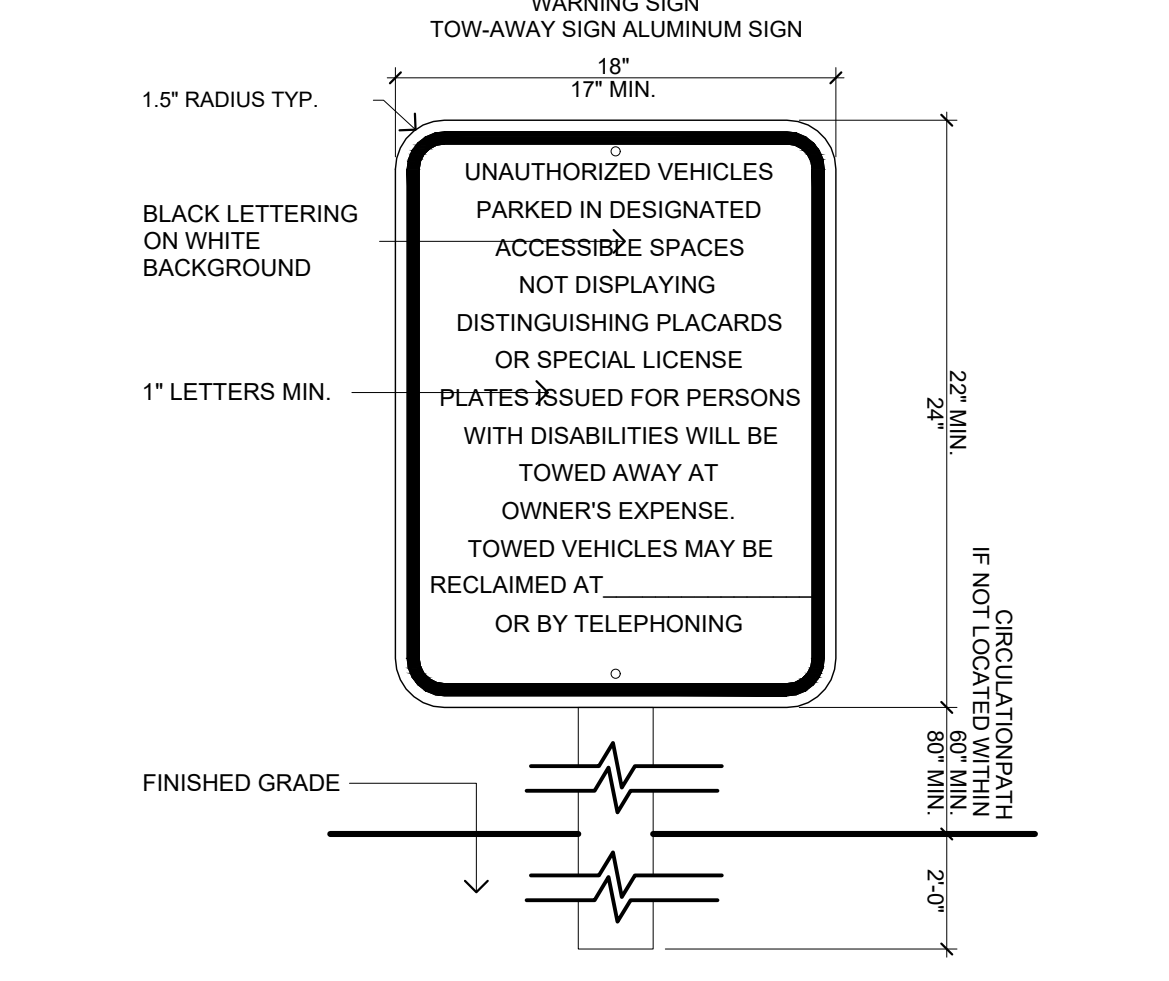 WARNING SIGN
TOW-AWAY SIGN ALUMINUM SIGN
18"
17" MIN.
1.5" RADIUS TYP.
BLACK LETTERING
ON WHITE
BACKGROUND
1" LETTERS MIN.
UNAUTHORIZED VEHICLES
PARKED IN DESIGNATED
ACCESSIBLE SPACES
NOT DISPLAYING
DISTINGUISHING PLACARDS
OR SPECIAL LICENSE
PLATES ISSUED FOR PERSONS
WITH DISABILITIES WILL BE
TOWED AWAY AT
OWNER'S EXPENSE.
TOWED VEHICLES MAY BE
RECLAIMED AT________________
OR BY TELEPHONING
22" MIN.
24"
CIRCULATIONPATH
IF NOT LOCATED WITHIN
60" MIN.
80" MIN.
FINISHED GRADE
2'-0"